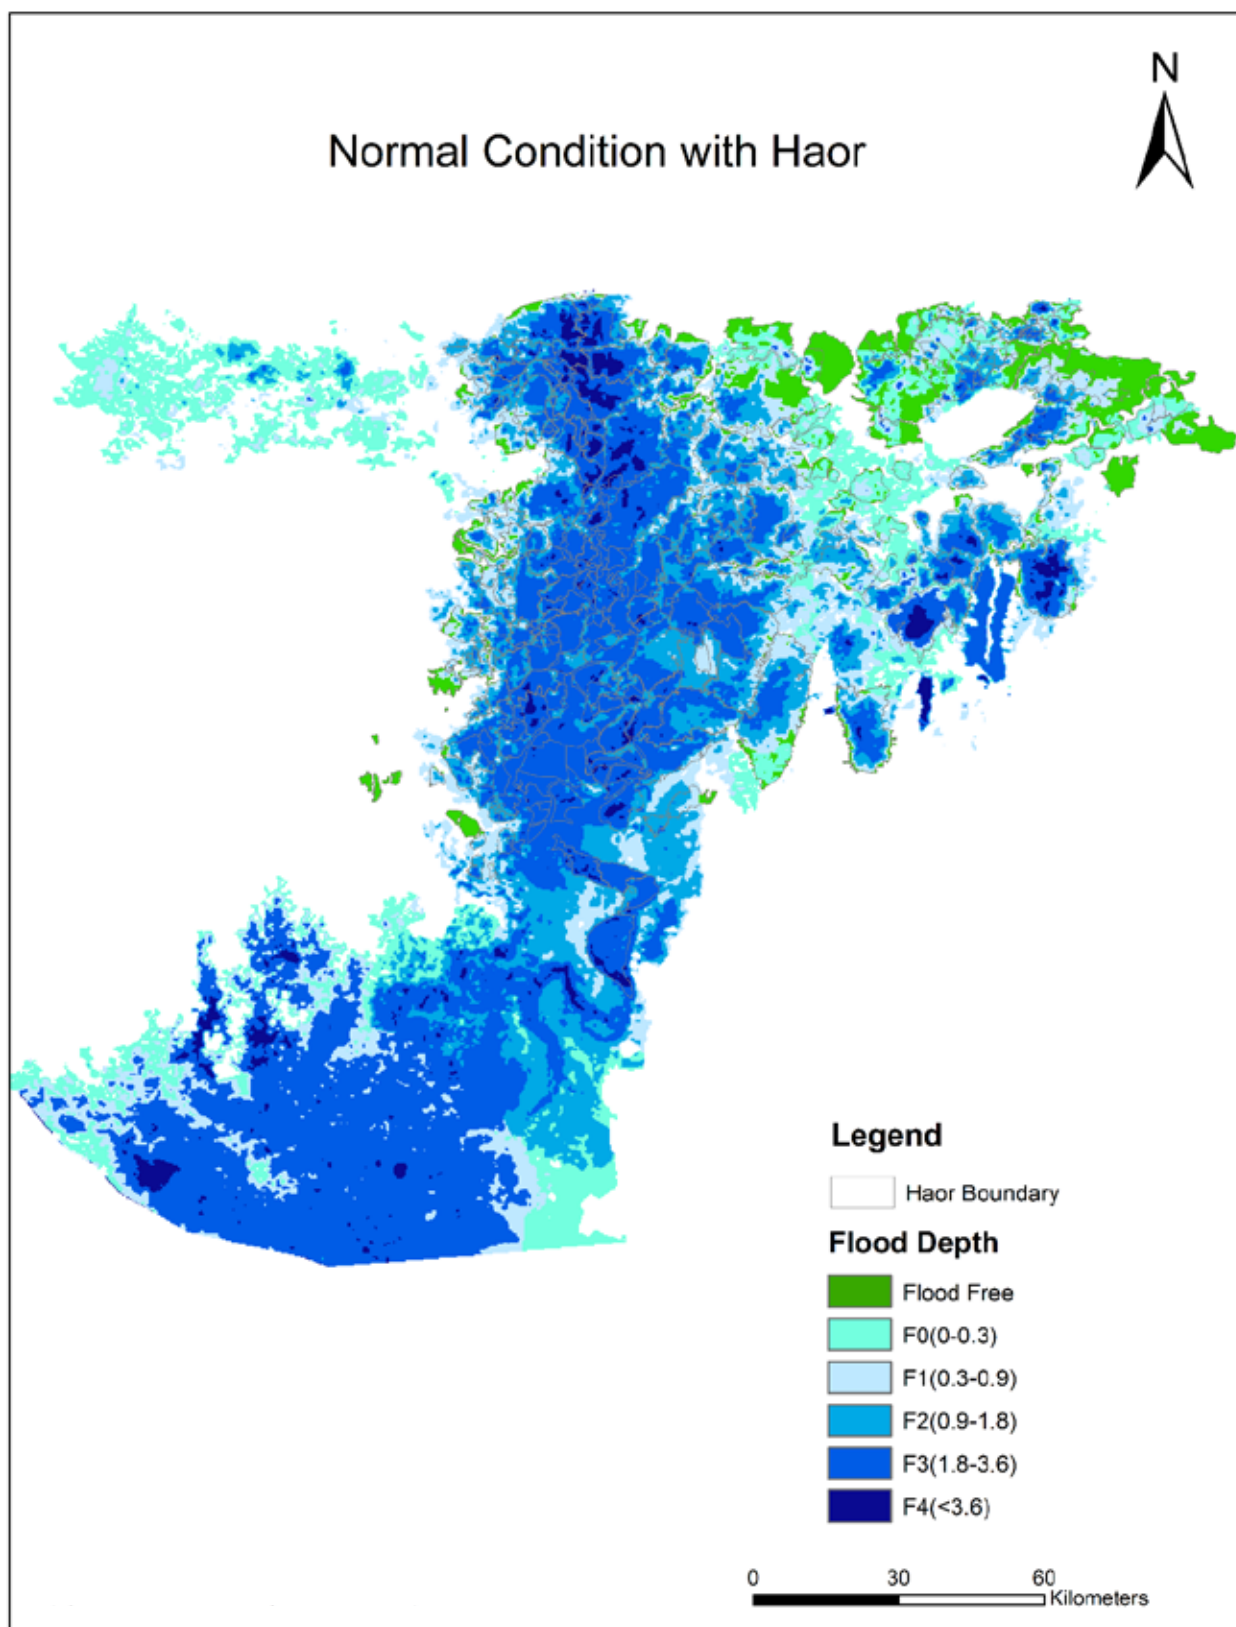 N
Normal Condition with Haor
Legend
Haor Boundary
Flood Depth
Flood Free
F0(0-0.3)
F1(0.3-0.9)
F2(0.9-1.8)
F3(1.8-3.6)
F4(<3.6)
0 30 60
Kilometers